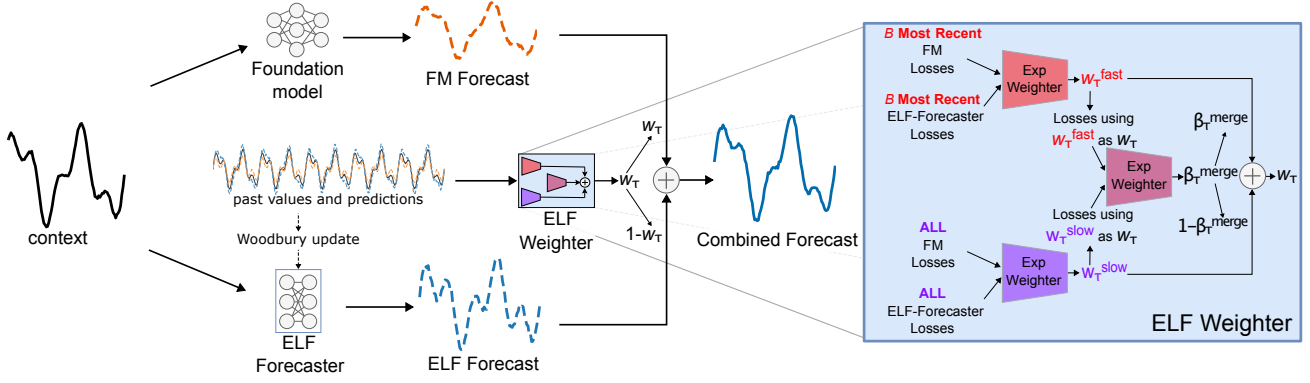 context
Foundation
model
FM Forecast
past values and predictions
Woodbury update
ELF
Forecaster
ELF Forecast
ELF
Weighter
w_T
w_T
1-w_T
Combined Forecast
B Most Recent
FM
Losses
B Most Recent
ELF-Forecaster
Losses
Exp
Weighter
w_T^fast
Losses using
w_T^fast as w_T
Exp
Weighter
β_T^merge
β_T^merge
1-β_T^merge
w_T
Losses using
w_T^slow as w_T
ALL
FM
Losses
ALL
ELF-Forecaster
Losses
Exp
Weighter
w_T^slow
ELF Weighter